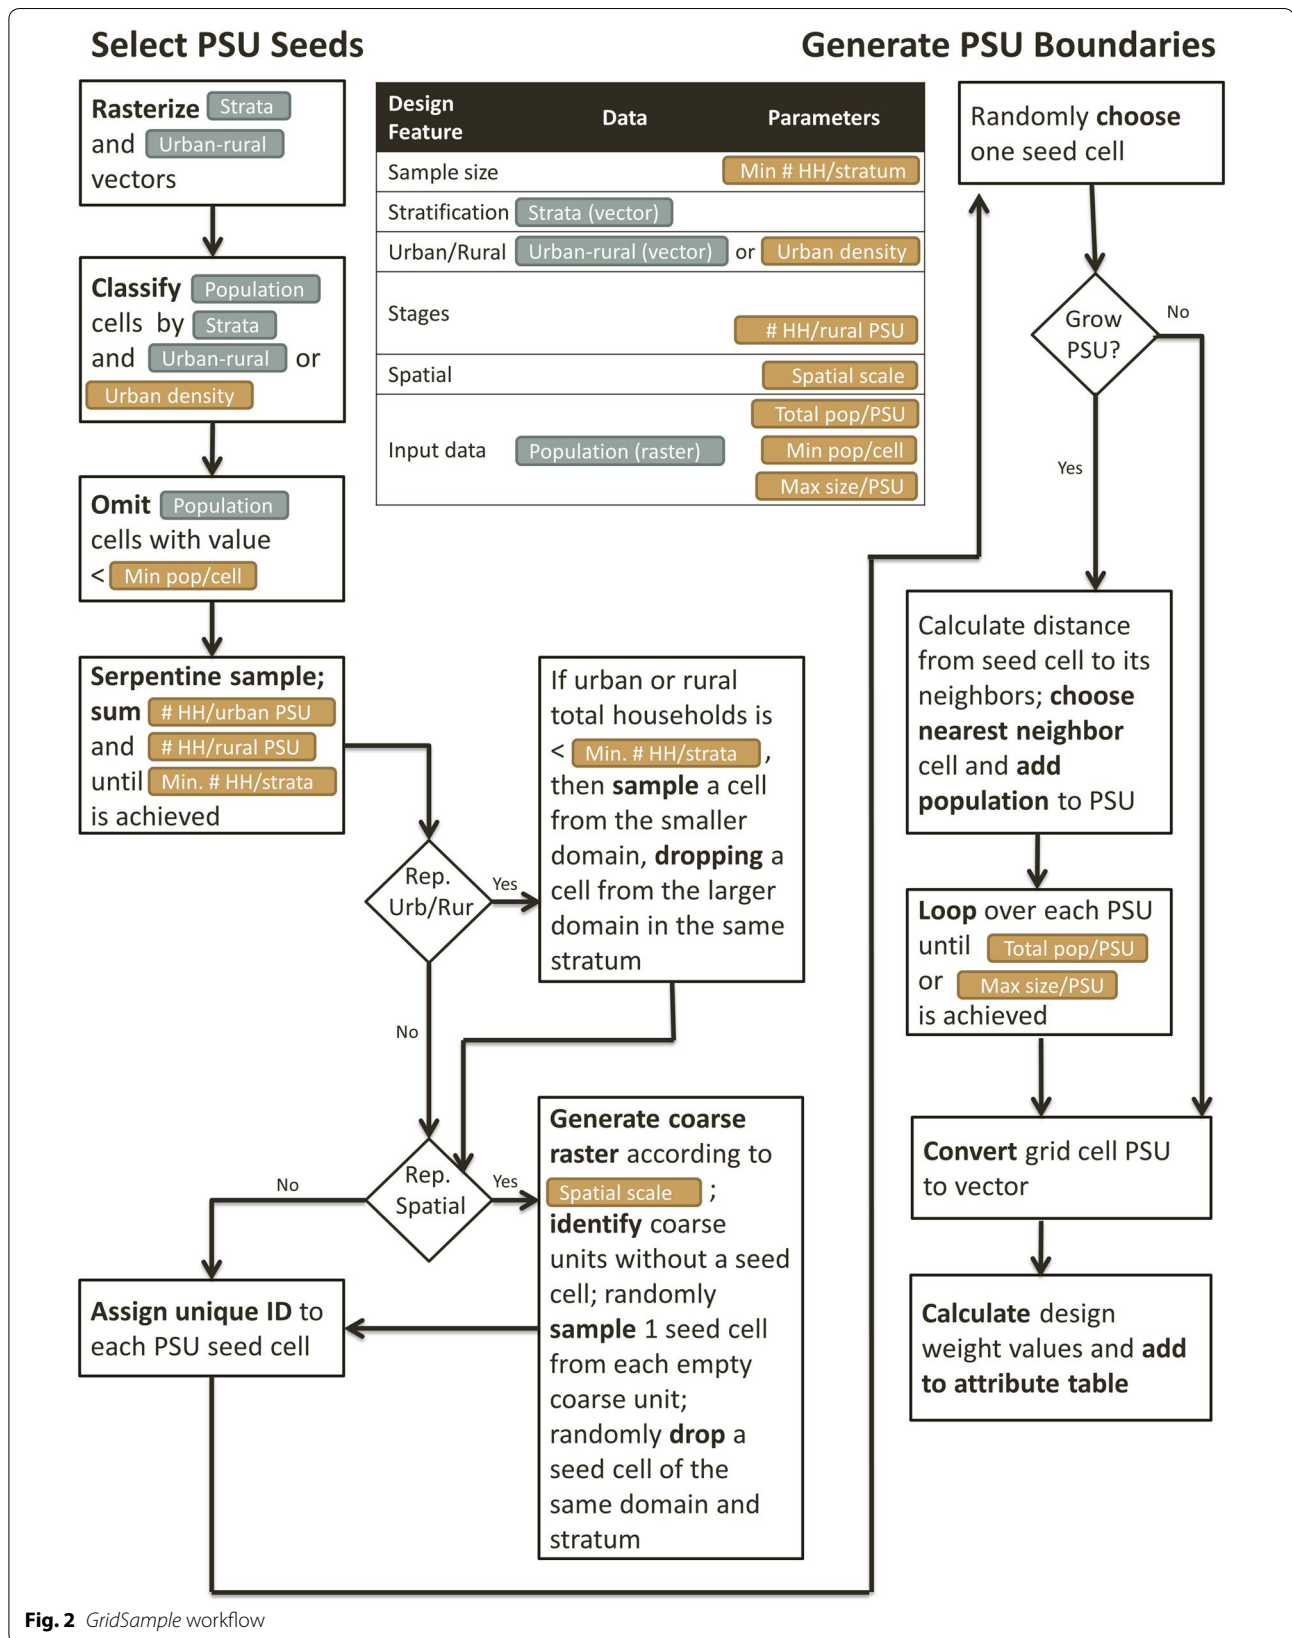 Select PSU Seeds
Rasterize Strata
and Urban-rural
vectors
Classify Population
cells by Strata
and Urban-rural or
Urban density
Omit Population
cells with value
< Min pop/cell
Serpentine sample;
sum # HH/urban PSU
and # HH/rural PSU
until Min. # HH/strata
is achieved
Design
Feature
Data
Parameters
Sample size
Min # HH/stratum
Stratification Strata (vector)
Urban/Rural Urban-rural (vector) or Urban density
Stages
# HH/rural PSU
Spatial
Spatial scale
Input data
Population (raster)
Total pop/PSU
Min pop/cell
Max size/PSU
Rep.
Urb/Rur
Yes
No
If urban or rural
total households is
< Min. # HH/strata ,
then sample a cell
from the smaller
domain, dropping a
cell from the larger
domain in the same
stratum
Rep.
Spatial
Yes
No
Generate coarse
raster according to
Spatial scale ;
identify coarse
units without a seed
cell; randomly
sample 1 seed cell
from each empty
coarse unit;
randomly drop a
seed cell of the
same domain and
stratum
Assign unique ID to
each PSU seed cell
Generate PSU Boundaries
Randomly choose
one seed cell
Grow
PSU?
No
Yes
Calculate distance
from seed cell to its
neighbors; choose
nearest neighbor
cell and add
population to PSU
Loop over each PSU
until Total pop/PSU
or Max size/PSU
is achieved
Convert grid cell PSU
to vector
Calculate design
weight values and add
to attribute table
Fig. 2 GridSample workflow